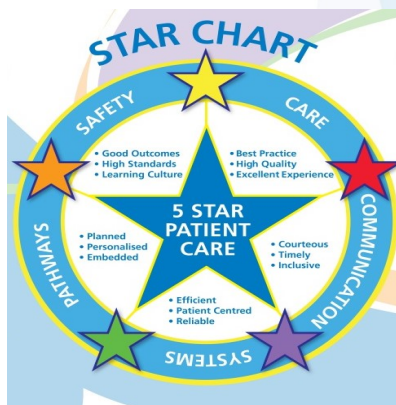 STAR CHART
SAFETY
CARE
• Good Outcomes
• High Standards
• Learning Culture
• Best Practice
• High Quality
• Excellent Experience
5 STAR
PATIENT
CARE
PATHWAYS
• Planned
• Personalised
• Embedded
• Courteous
• Timely
• Inclusive
COMMUNICATION
• Efficient
• Patient Centred
• Reliable
SYSTEMS